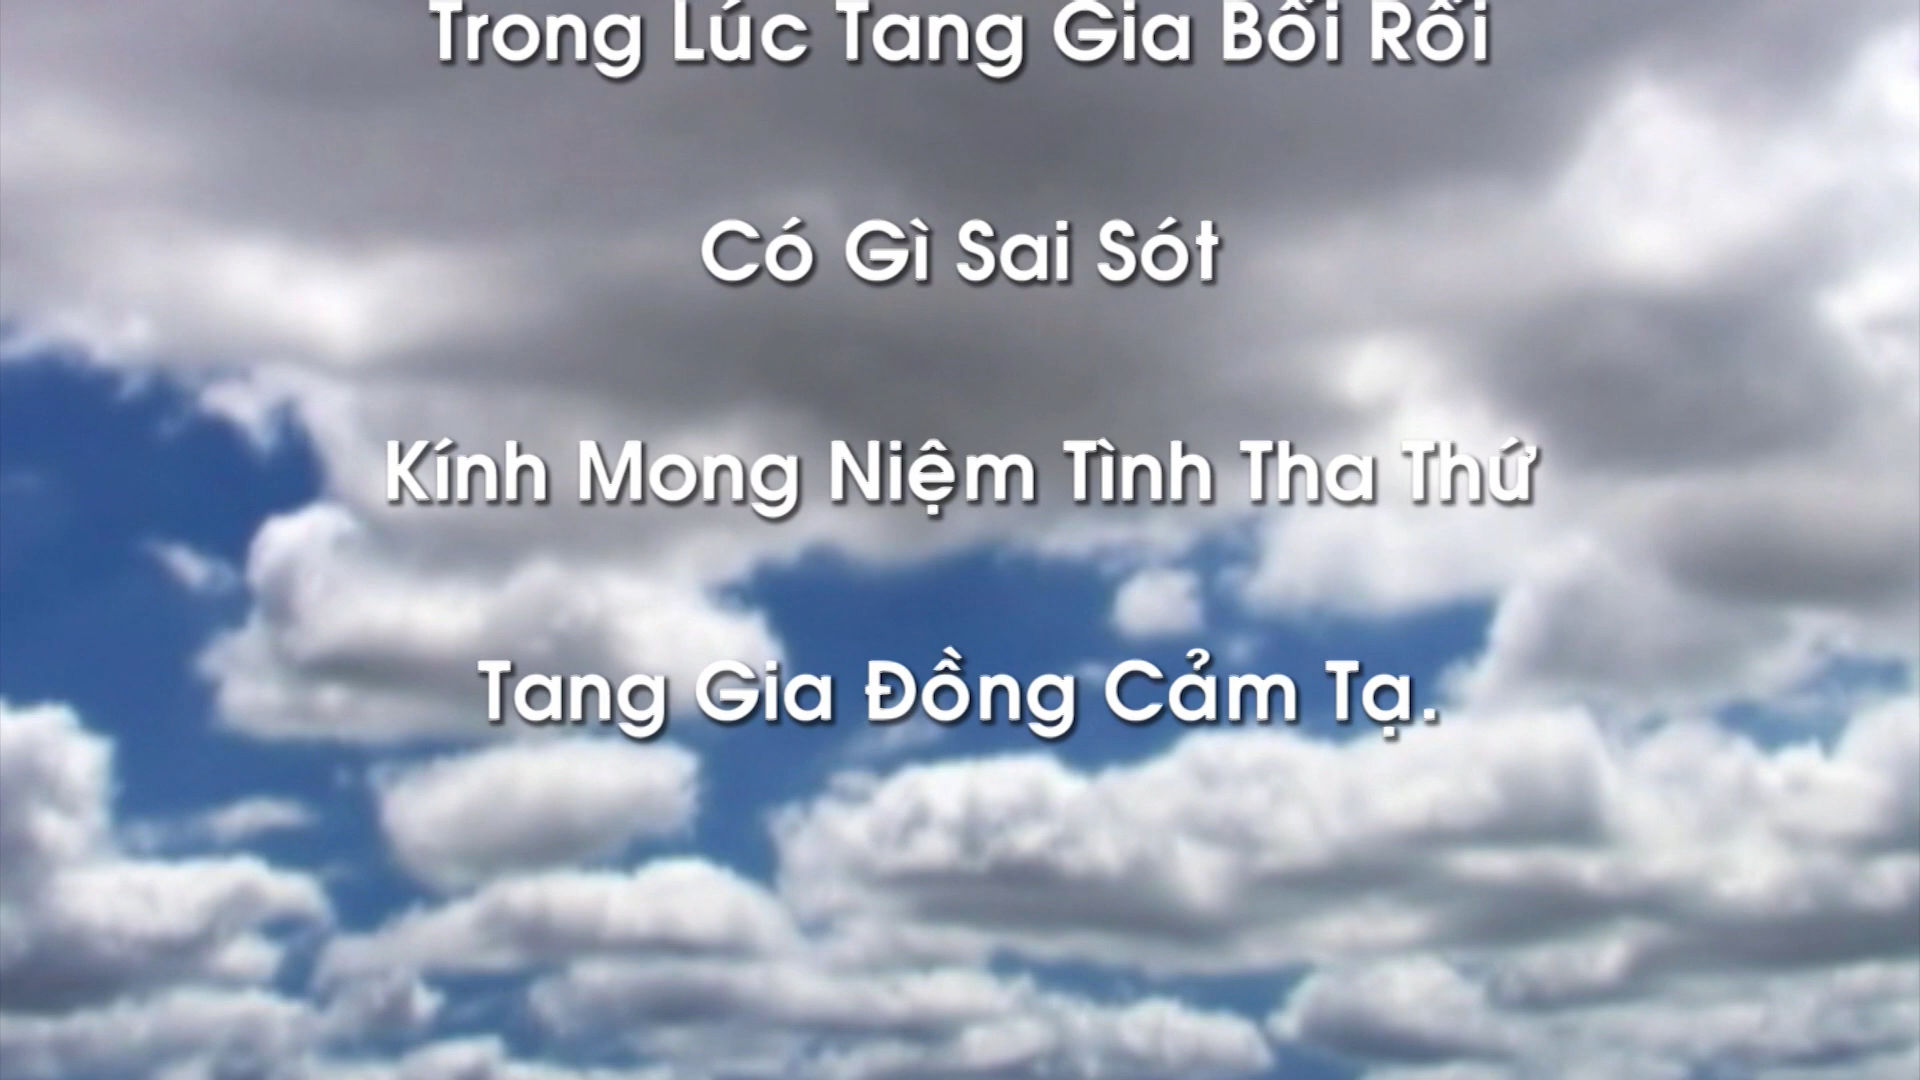 Trong Lúc Tang Gia Bối Rối
Có Gì Sai Sót
Kính Mong Niệm Tình Tha Thứ
Tang Gia Đồng Cảm Tạ.